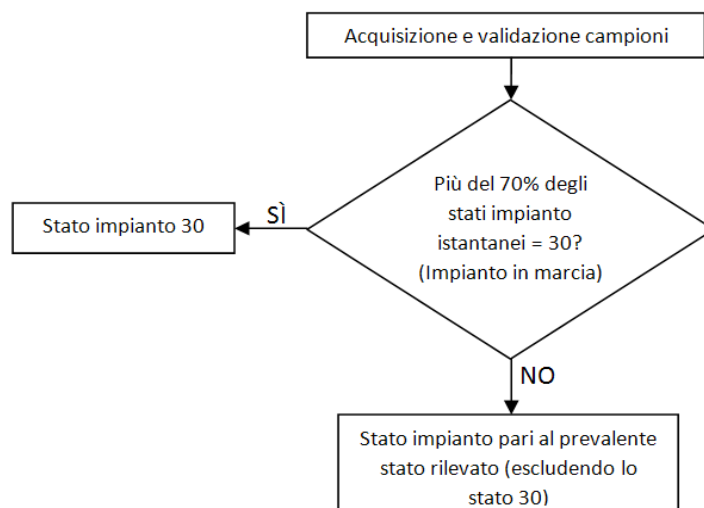 Acquisizione e validazione campioni
Più del 70% degli
stati impianto
istantanei = 30?
(Impianto in marcia)
SÌ
Stato impianto 30
NO
Stato impianto pari al prevalente
stato rilevato (escludendo lo
stato 30)